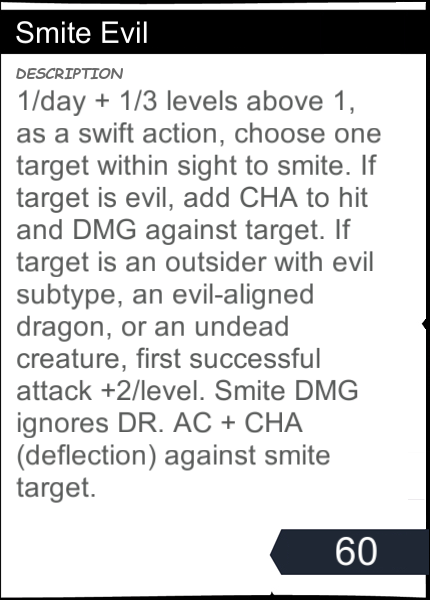 Smite Evil
DESCRIPTION
1/day + 1/3 levels above 1,
as a swift action, choose one
target within sight to smite. If
target is evil, add CHA to hit
and DMG against target. If
target is an outsider with evil
subtype, an evil-aligned
dragon, or an undead
creature, first successful
attack +2/level. Smite DMG
ignores DR. AC + CHA
(deflection) against smite
target.
60